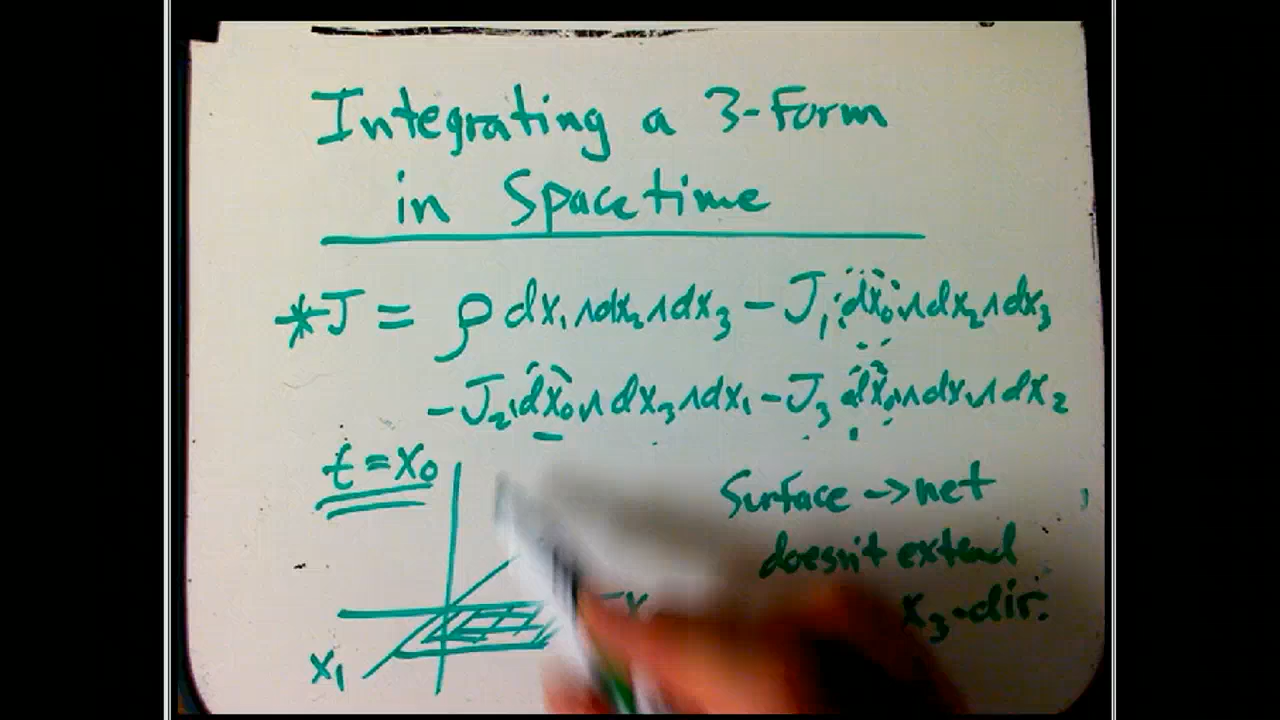 Integrating a 3-Form
in Spacetime
*J = ρ dx₁∧dx₂∧dx₃ - J₁ dx₀∧dx₂∧dx₃
- J₂ dx₀∧dx₃∧dx₁ - J₃ dx₀∧dx₁∧dx₂
t = x₀
Surface → net
doesn't extend
x₃-dir.
x₁